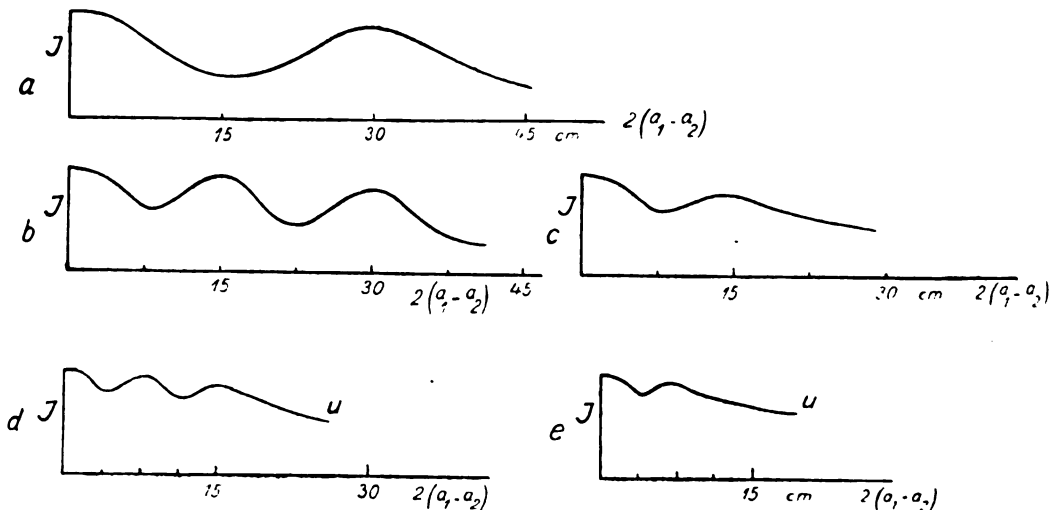 J
a
15 30 45 cm 2(a₁-a₂)
J
b
15 30 45
2(a₁-a₂)
J
c
15 30 cm 2(a₁-a₂)
J
d
u
15 30 2(a₁-a₂)
J
e
u
15 cm 2(a₁-a₂)